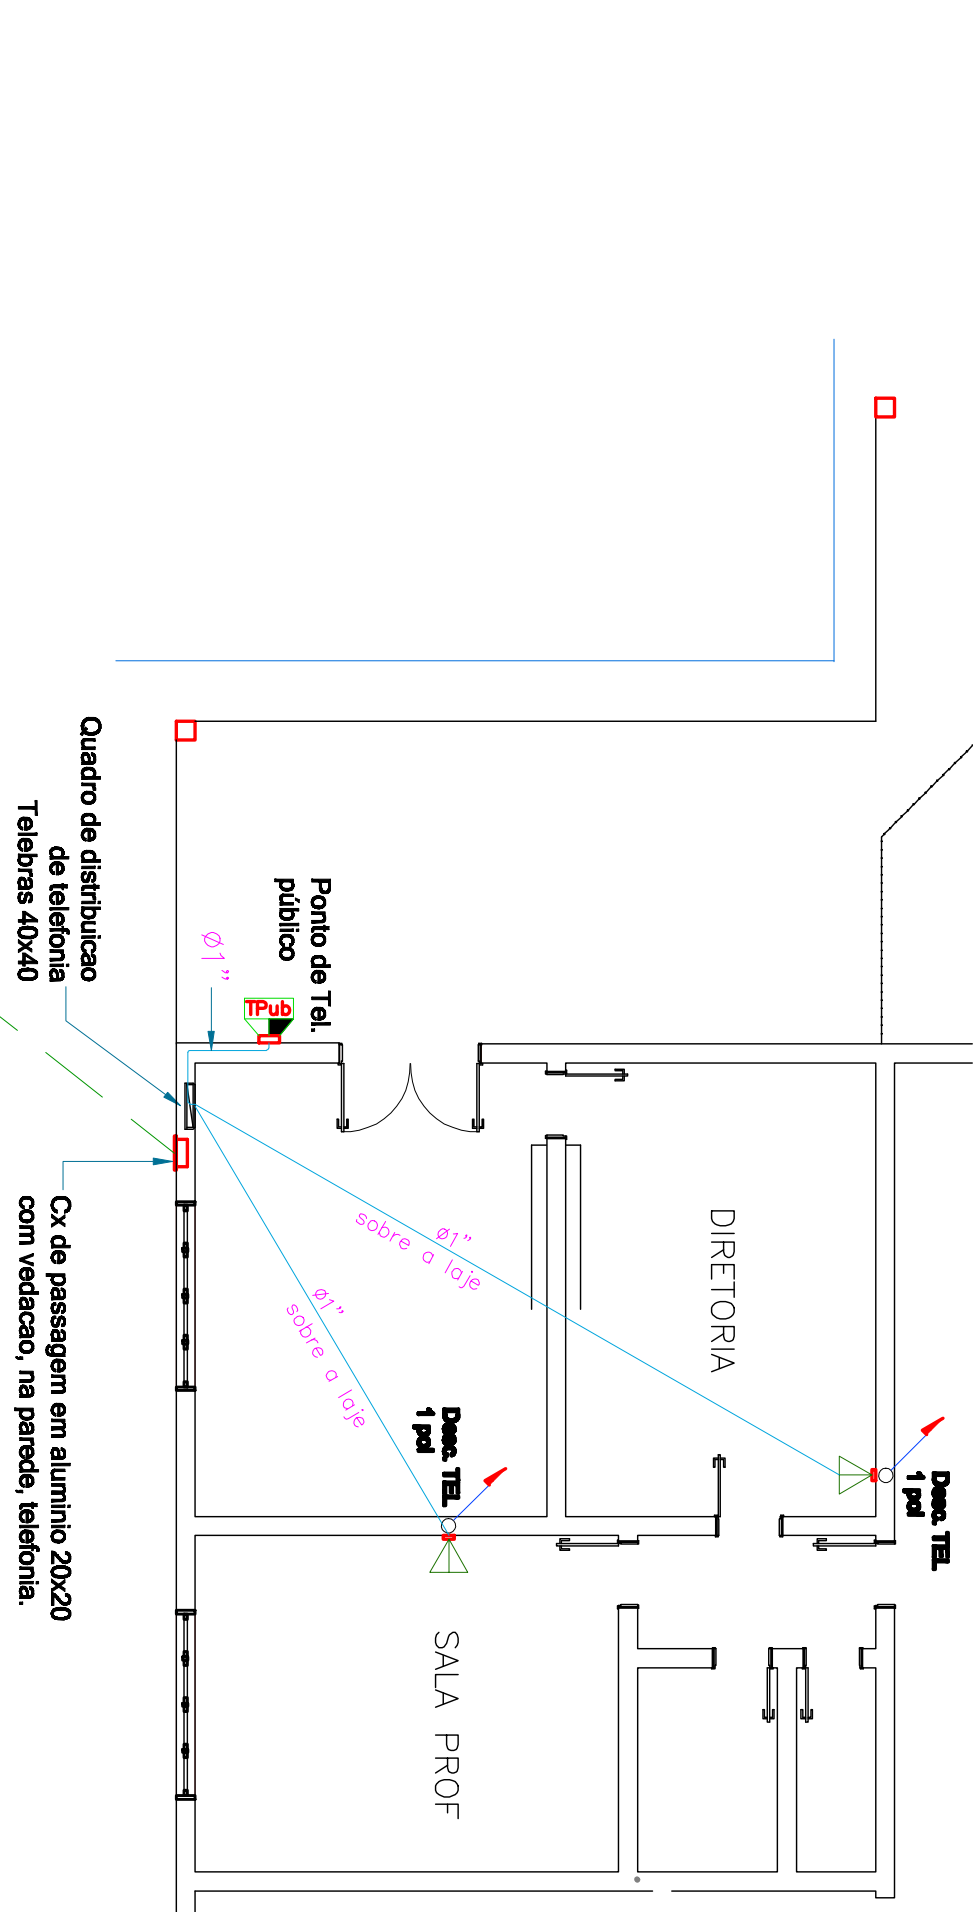 Desc. TEL
1 pol
DIRETORIA
Desc. TEL
1 pol
SALA PROF
ø1"
sobre a laje
ø1"
sobre a laje
Ponto de Tel.
público
TPub
Ø1"
Quadro de distribuicao
de telefonia
Telebras 40x40
Cx de passagem em aluminio 20x20
com vedacao, na parede, telefonia.